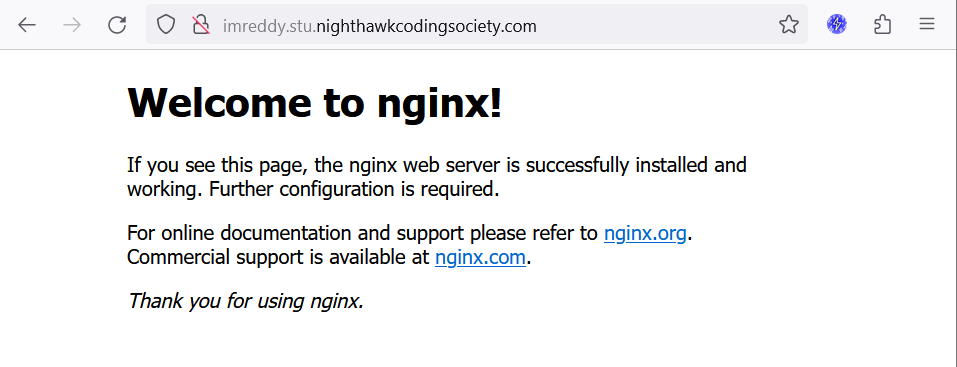 imreddy.stu.nighthawkcodingsociety.com
Welcome to nginx!
If you see this page, the nginx web server is successfully installed and
working. Further configuration is required.
For online documentation and support please refer to nginx.org.
Commercial support is available at nginx.com.
Thank you for using nginx.